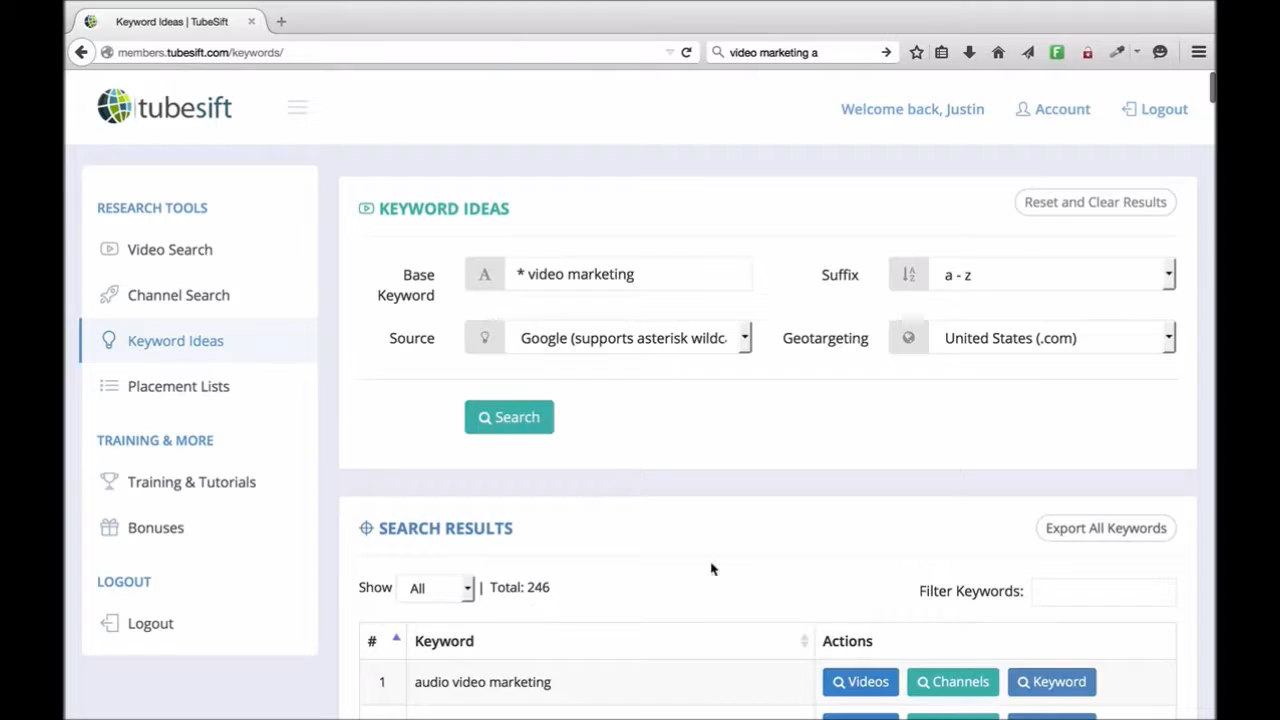 Keyword Ideas | TubeSift
members.tubesift.com/keywords/
video marketing a
tubesift
Welcome back, Justin
Account
Logout
RESEARCH TOOLS
Video Search
Channel Search
Keyword Ideas
Placement Lists
TRAINING & MORE
Training & Tutorials
Bonuses
LOGOUT
Logout
KEYWORD IDEAS
Reset and Clear Results
Base Keyword
A
* video marketing
Suffix
a - z
Source
Google (supports asterisk wildc
Geotargeting
United States (.com)
Search
SEARCH RESULTS
Export All Keywords
Show All | Total: 246
Filter Keywords:
# Keyword Actions
1 audio video marketing Videos Channels Keyword